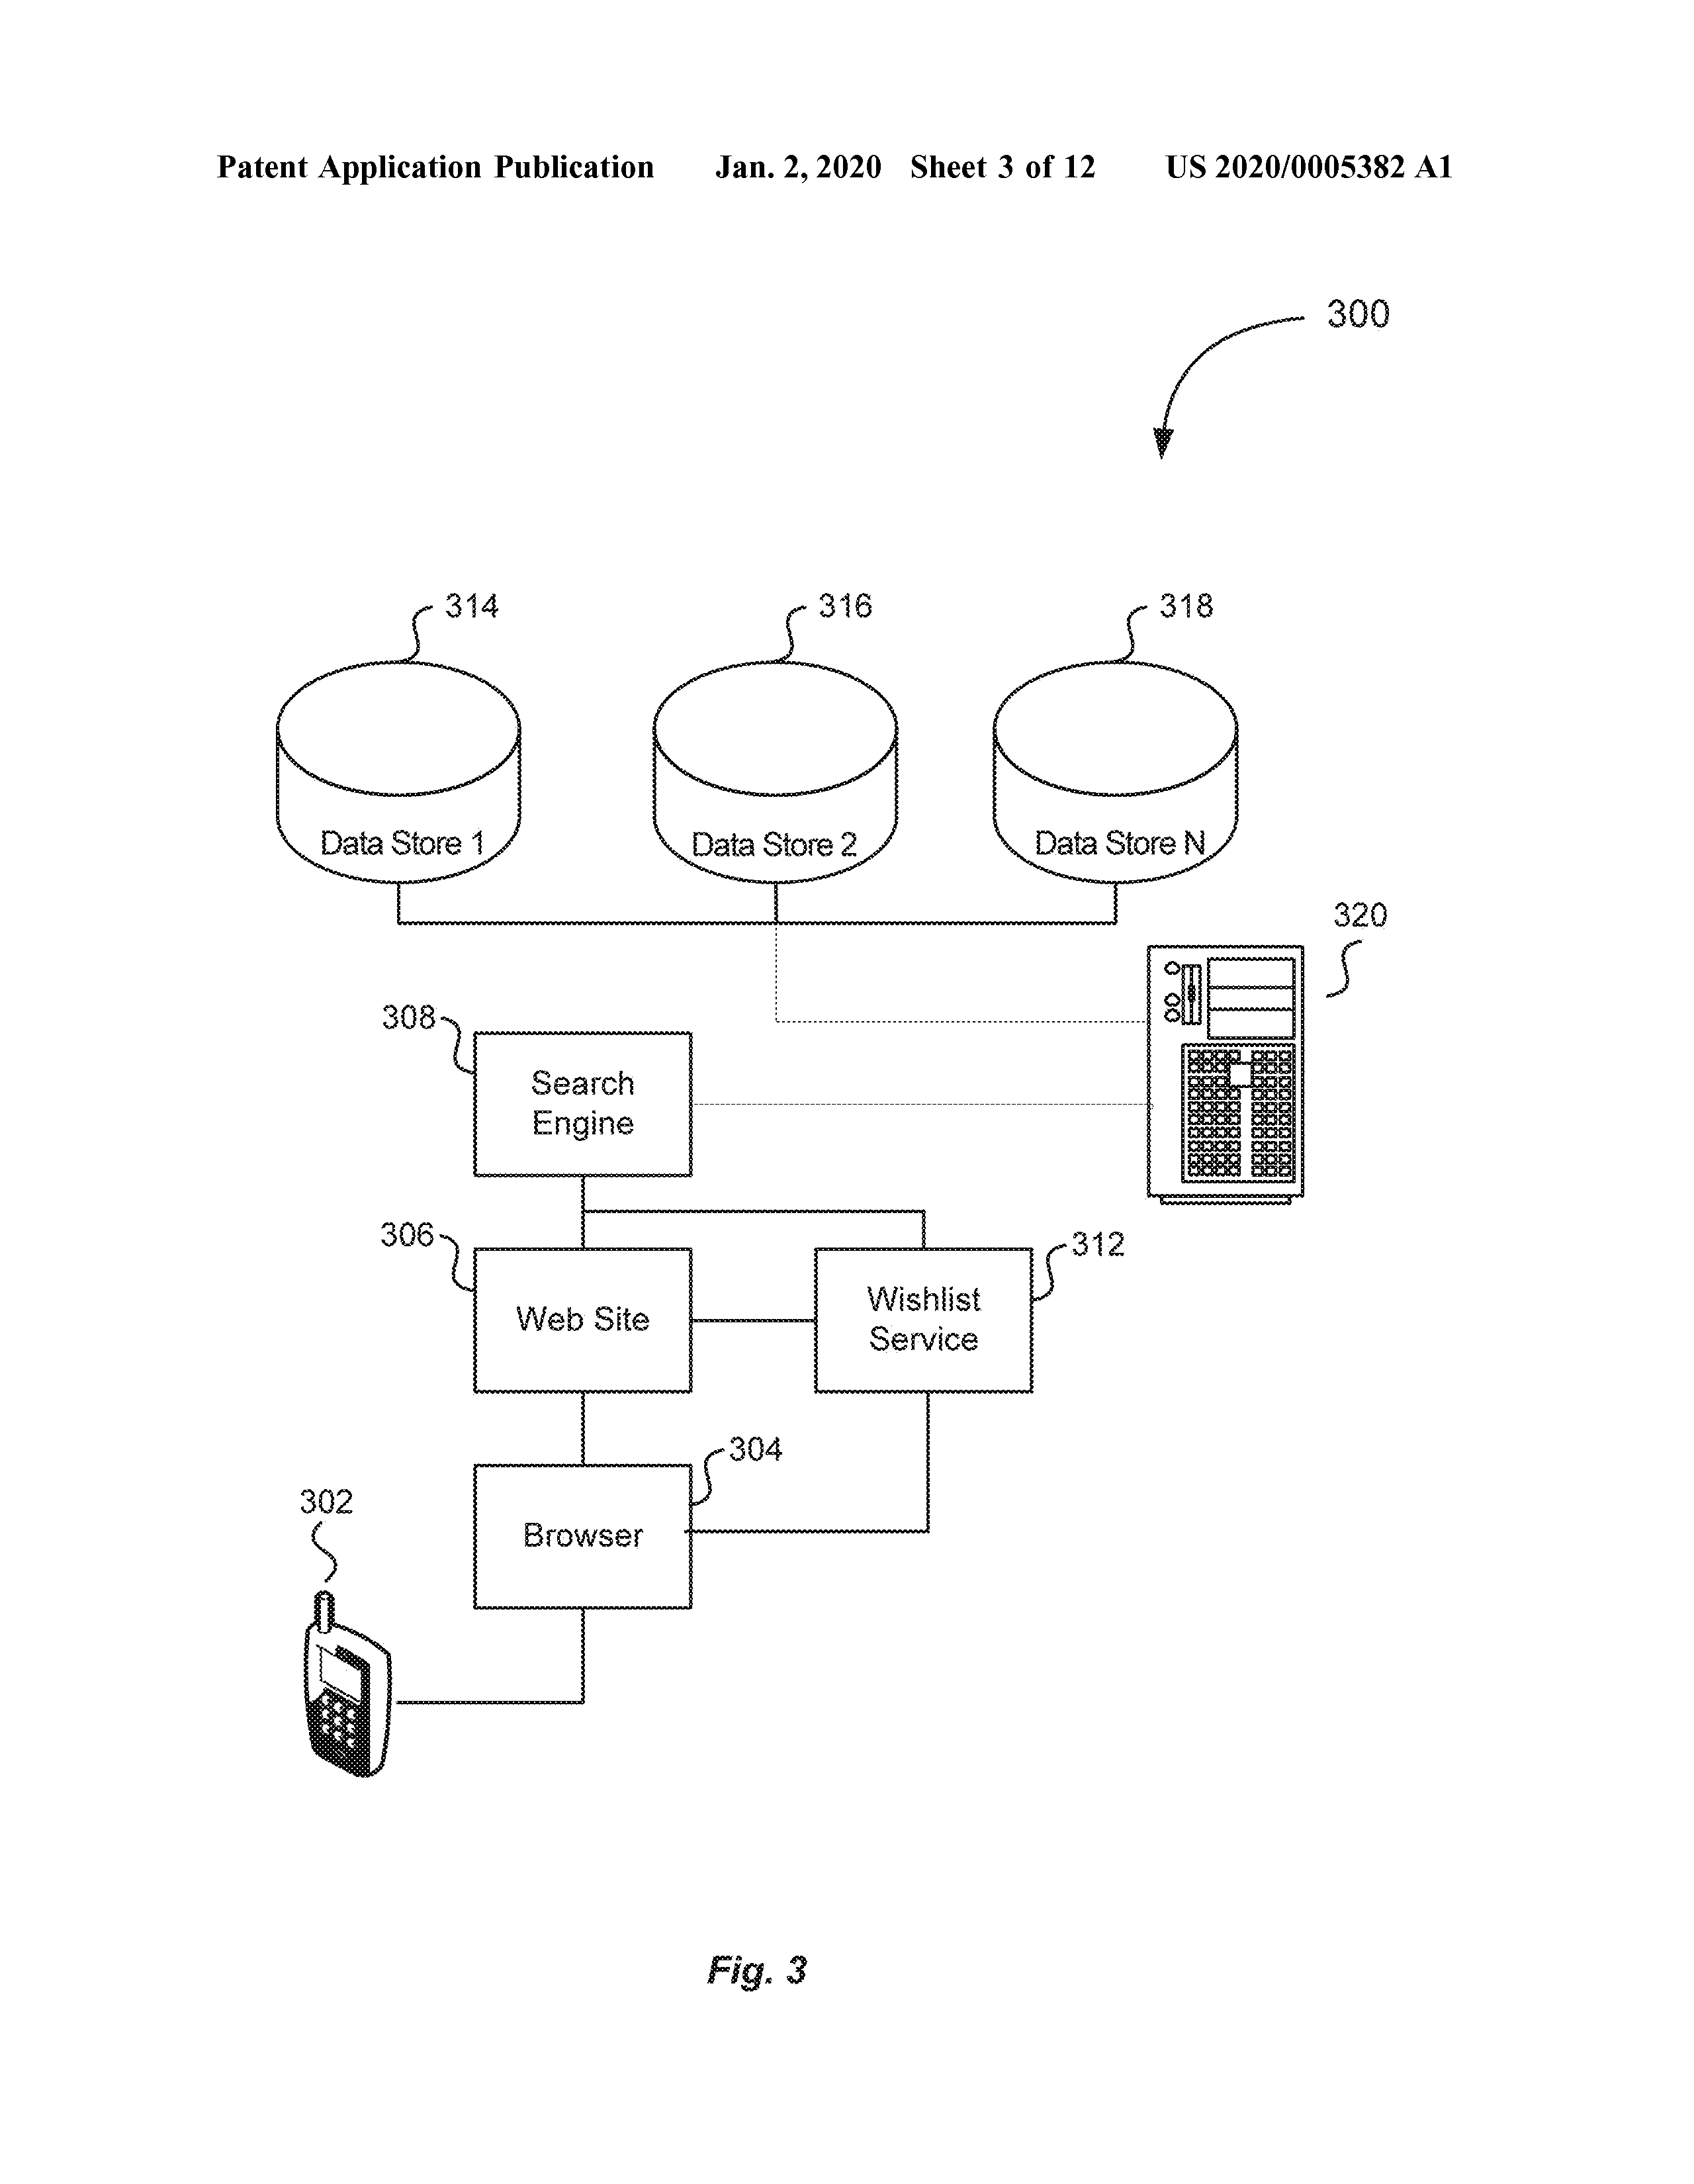 Patent Application Publication Jan. 2, 2020 Sheet 3 of 12 US 2020/0005382 A1
300
314
316
318
Data Store 1
Data Store 2
Data Store N
320
308
Search
Engine
306
312
Web Site
Wishlist
Service
304
302
Browser
Fig. 3